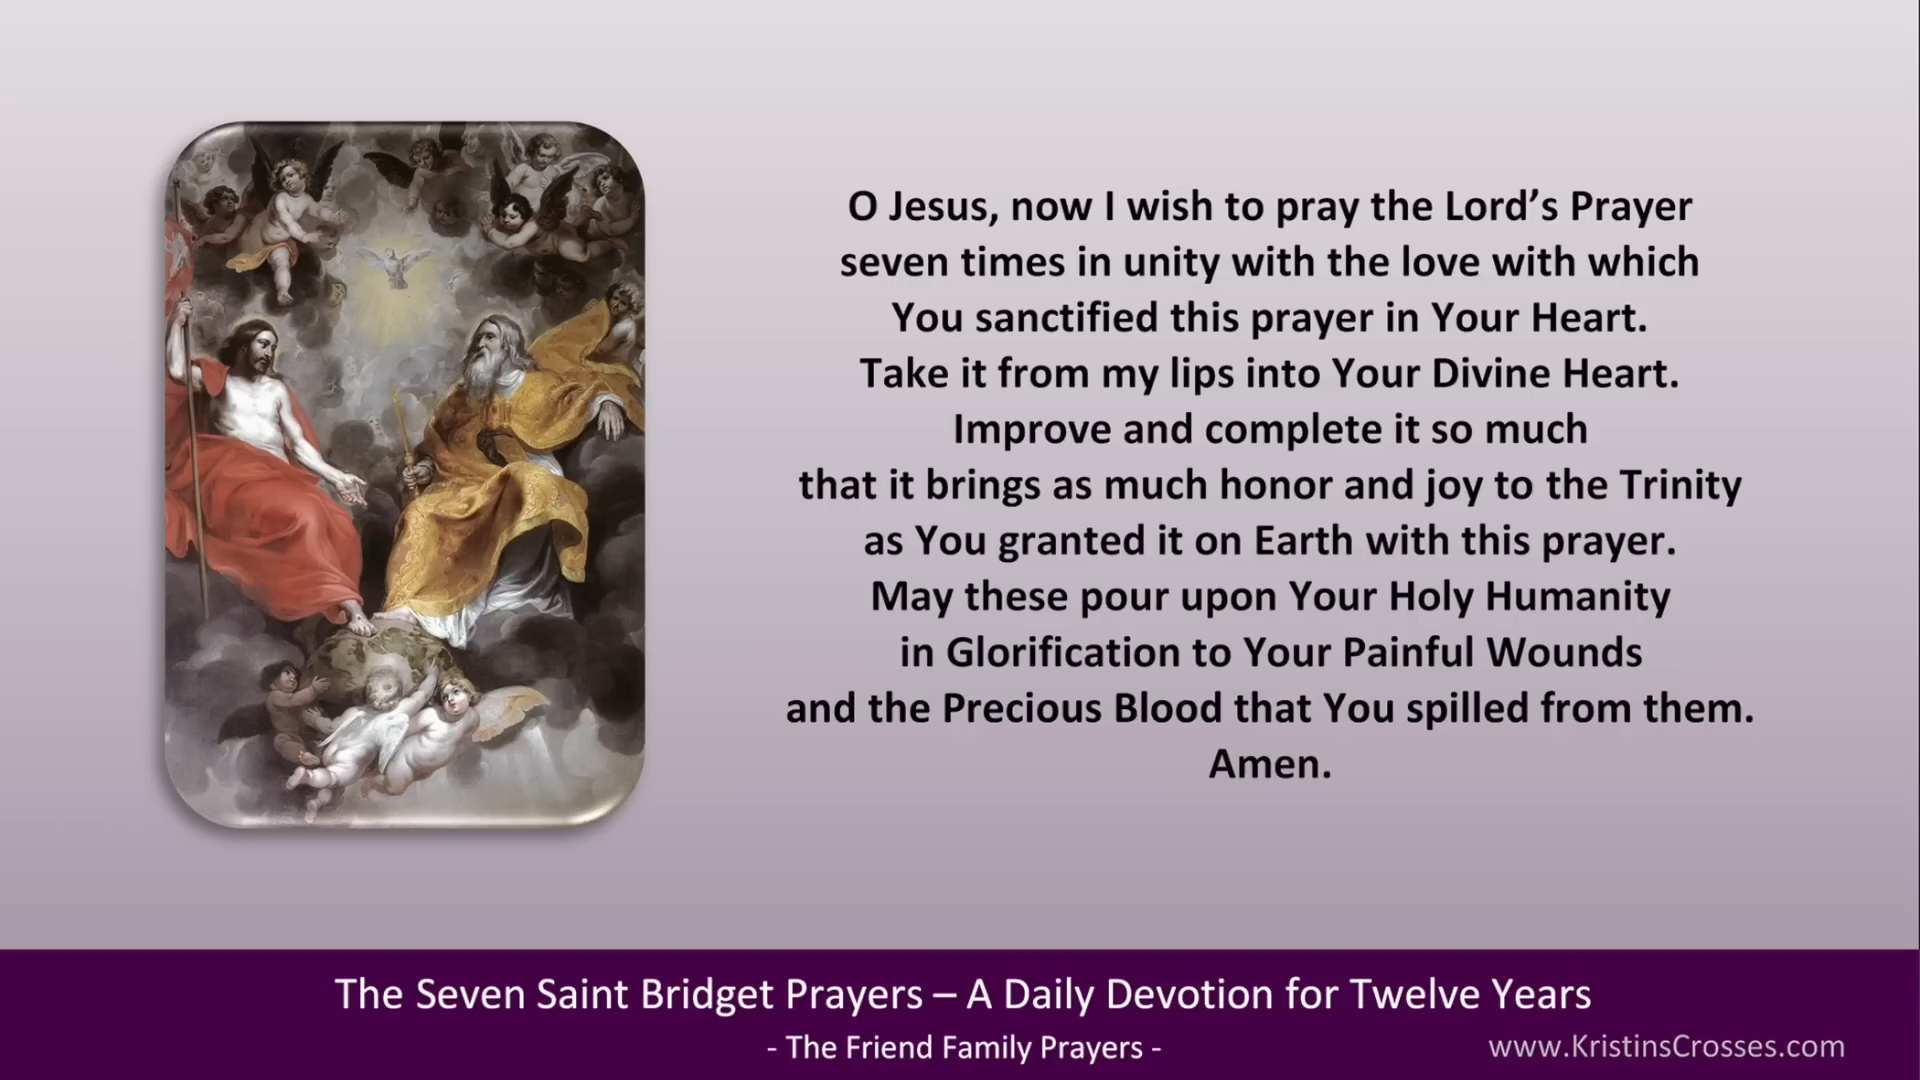 O Jesus, now I wish to pray the Lord’s Prayer
seven times in unity with the love with which
You sanctified this prayer in Your Heart.
Take it from my lips into Your Divine Heart.
Improve and complete it so much
that it brings as much honor and joy to the Trinity
as You granted it on Earth with this prayer.
May these pour upon Your Holy Humanity
in Glorification to Your Painful Wounds
and the Precious Blood that You spilled from them.
Amen.
The Seven Saint Bridget Prayers – A Daily Devotion for Twelve Years
- The Friend Family Prayers -
www.KristinsCrosses.com